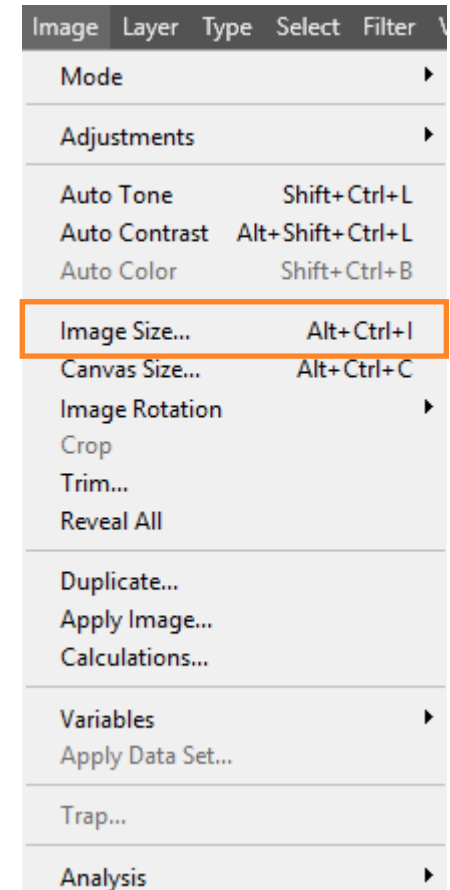 Image Layer Type Select Filter
Mode
Adjustments
Auto Tone Shift+Ctrl+L
Auto Contrast Alt+Shift+Ctrl+L
Auto Color Shift+Ctrl+B
Image Size... Alt+Ctrl+I
Canvas Size... Alt+Ctrl+C
Image Rotation
Crop
Trim...
Reveal All
Duplicate...
Apply Image...
Calculations...
Variables
Apply Data Set...
Trap...
Analysis